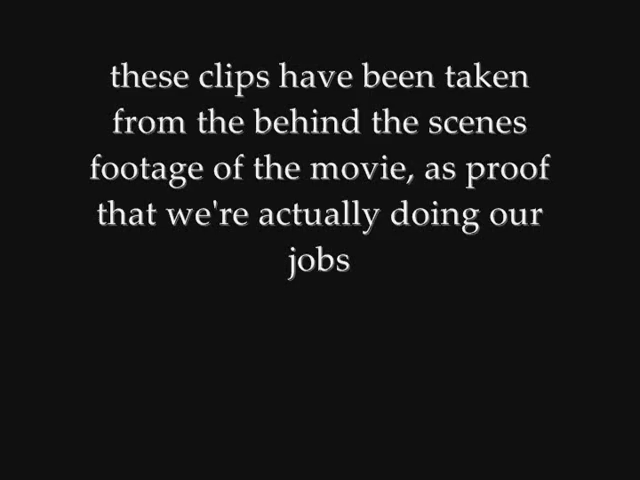 these clips have been taken
from the behind the scenes
footage of the movie, as proof
that we're actually doing our
jobs